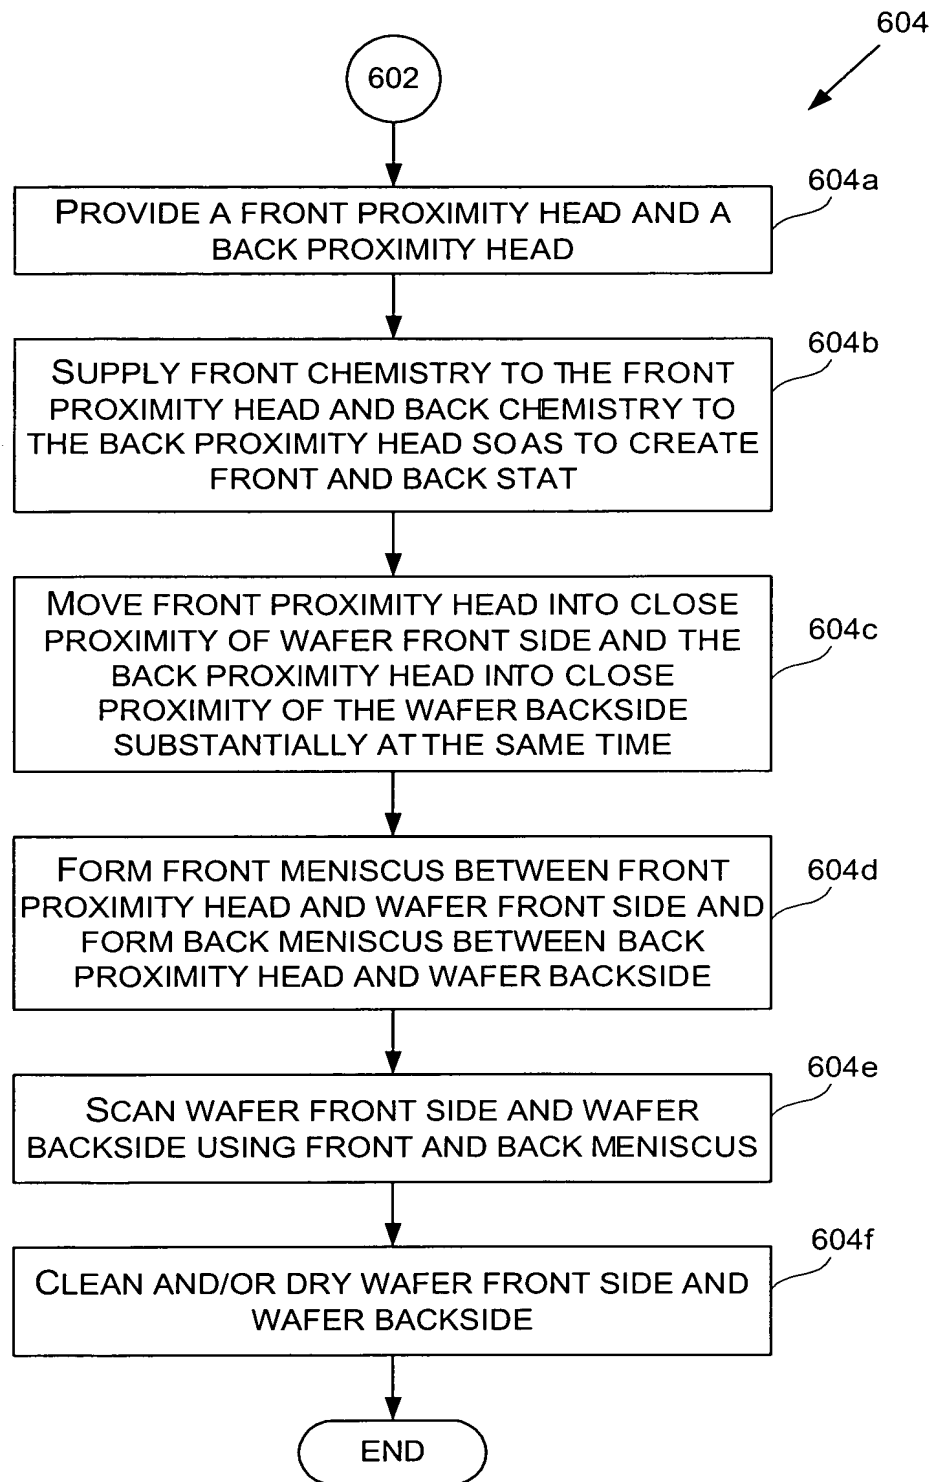 604
602
604a
PROVIDE A FRONT PROXIMITY HEAD AND A
BACK PROXIMITY HEAD
604b
SUPPLY FRONT CHEMISTRY TO THE FRONT
PROXIMITY HEAD AND BACK CHEMISTRY TO
THE BACK PROXIMITY HEAD SO AS TO CREATE
FRONT AND BACK STAT
604c
MOVE FRONT PROXIMITY HEAD INTO CLOSE
PROXIMITY OF WAFER FRONT SIDE AND THE
BACK PROXIMITY HEAD INTO CLOSE
PROXIMITY OF THE WAFER BACKSIDE
SUBSTANTIALLY AT THE SAME TIME
604d
FORM FRONT MENISCUS BETWEEN FRONT
PROXIMITY HEAD AND WAFER FRONT SIDE AND
FORM BACK MENISCUS BETWEEN BACK
PROXIMITY HEAD AND WAFER BACKSIDE
604e
SCAN WAFER FRONT SIDE AND WAFER
BACKSIDE USING FRONT AND BACK MENISCUS
604f
CLEAN AND/OR DRY WAFER FRONT SIDE AND
WAFER BACKSIDE
END